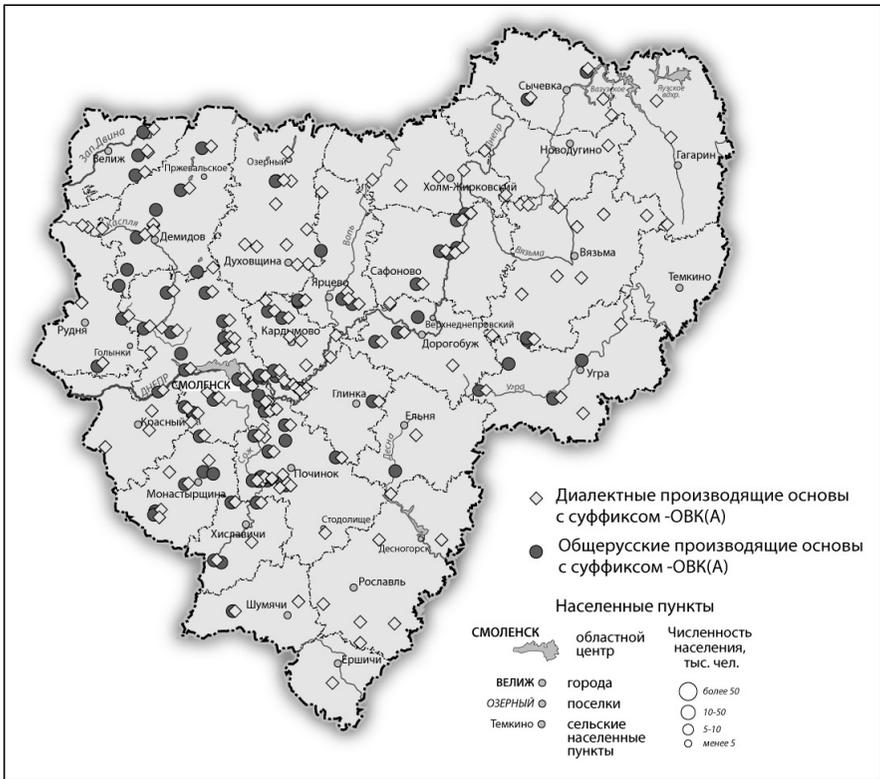 Сычевка
Вазузское
вдхр.
Яузское
вдхр.
Днепр
Новодугино
Гагарин
Зап.Двина
Велиж
Пржевальское
Озерный
Холм-Жирковский
Каспля
Демидов
Вопь
Духовщина
Сафоново
Вязьма
Вязьма
Темкино
Ярцево
Рудня
Кардымово
Верхнеднепровский
Дорогобуж
Голынки
Угра
ДНЕПР
СМОЛЕНСК
Угра
Глинка
Красный
Ельня
Десна
Сож
Починок
Монастырщина
Хиславичи
Стодолище
Десногорск
Рославль
Шумячи
Ершичи
Диалектные производящие основы
с суффиксом -ОВК(А)
Общерусские производящие основы
с суффиксом -ОВК(А)
Населенные пункты
СМОЛЕНСК
областной
центр
Численность
населения,
тыс. чел.
ВЕЛИЖ
города
ОЗЕРНЫЙ
поселки
Темкино
сельские
населенные
пункты
более 50
10-50
5-10
менее 5